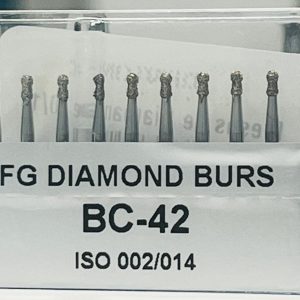 FG DIAMOND BURS
BC-42
ISO 002/014